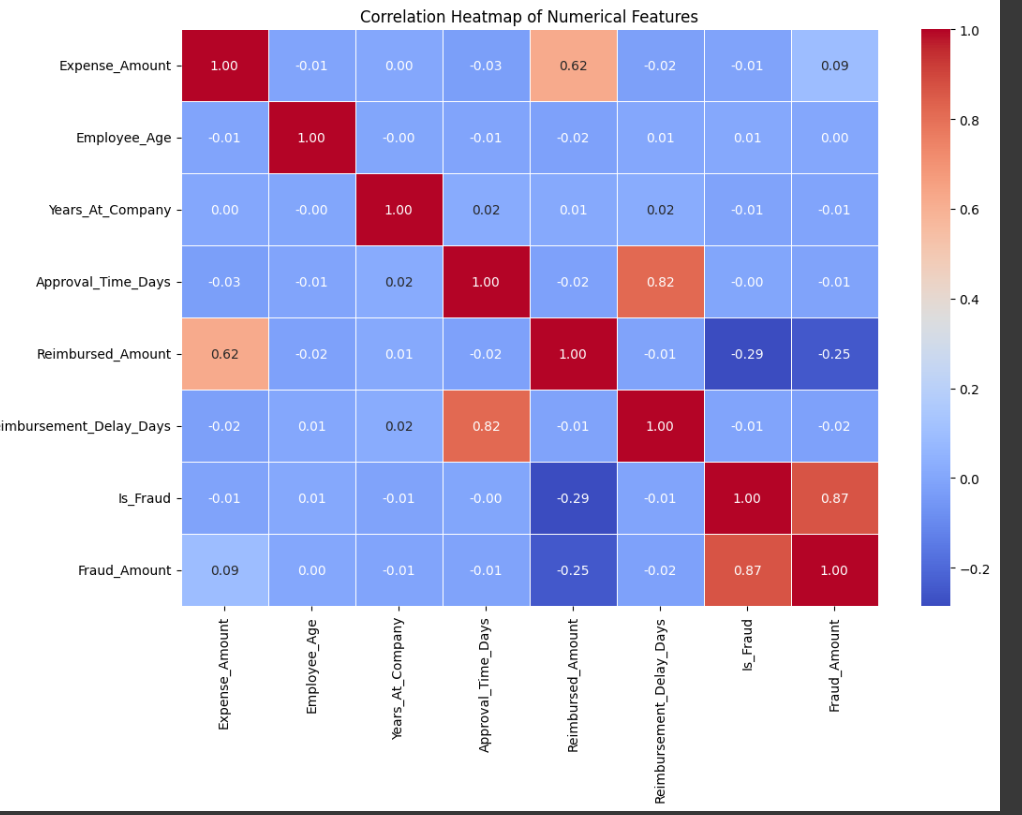 Correlation Heatmap of Numerical Features
Expense_Amount 1.00 -0.01 0.00 -0.03 0.62 -0.02 -0.01 0.09
Employee_Age -0.01 1.00 -0.00 -0.01 -0.02 0.01 0.01 0.00
Years_At_Company 0.00 -0.00 1.00 0.02 0.01 0.02 -0.01 -0.01
Approval_Time_Days -0.03 -0.01 0.02 1.00 -0.02 0.82 -0.00 -0.01
Reimbursed_Amount 0.62 -0.02 0.01 -0.02 1.00 -0.01 -0.29 -0.25
imbursement_Delay_Days -0.02 0.01 0.02 0.82 -0.01 1.00 -0.01 -0.02
Is_Fraud -0.01 0.01 -0.01 -0.00 -0.29 -0.01 1.00 0.87
Fraud_Amount 0.09 0.00 -0.01 -0.01 -0.25 -0.02 0.87 1.00
Expense_Amount
Employee_Age
Years_At_Company
Approval_Time_Days
Reimbursed_Amount
Reimbursement_Delay_Days
Is_Fraud
Fraud_Amount
1.0
0.8
0.6
0.4
0.2
0.0
−0.2